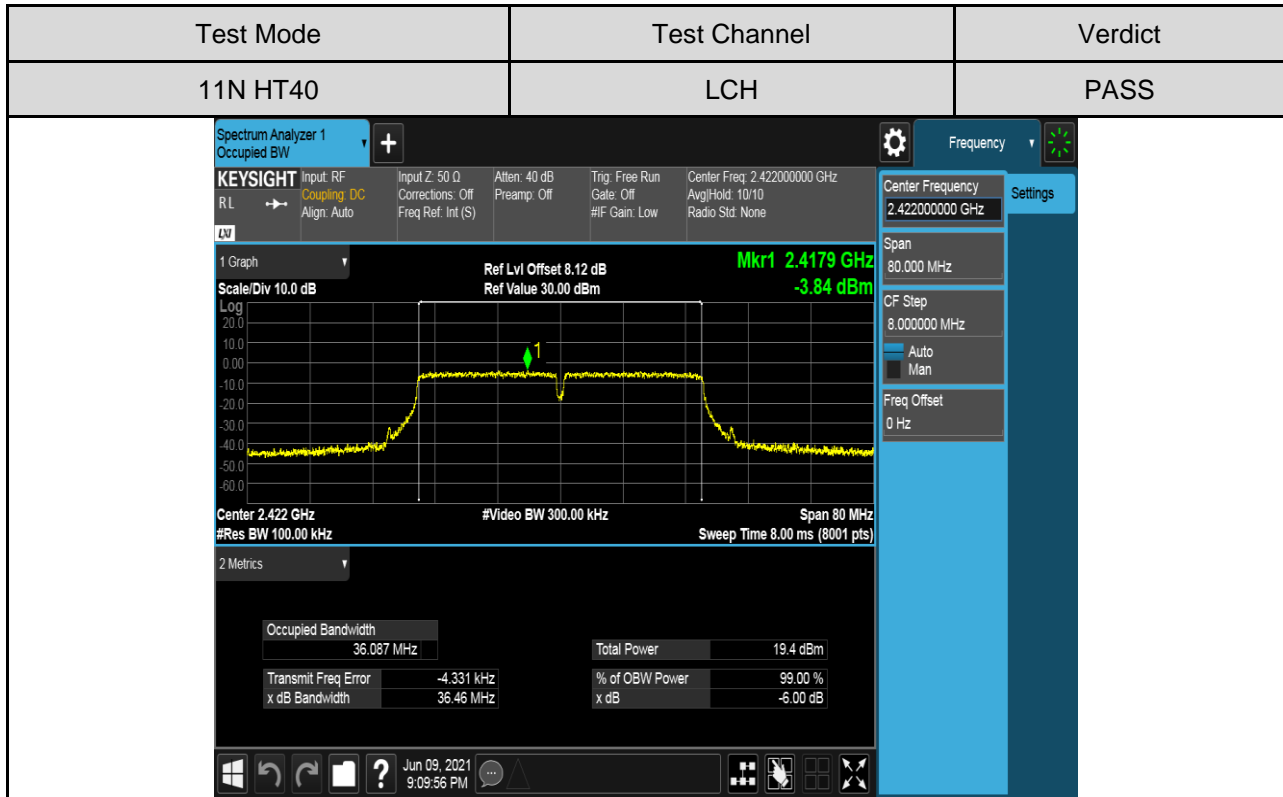 Test Mode Test Channel Verdict
11N HT40 LCH PASS
Spectrum Analyzer 1
Occupied BW
+
Frequency
KEYSIGHT
RL
LXI
Input: RF
Coupling: DC
Align: Auto
Input Z: 50 Ω
Corrections: Off
Freq Ref: Int (S)
Atten: 40 dB
Preamp: Off
Trig: Free Run
Gate: Off
#IF Gain: Low
Center Freq: 2.422000000 GHz
Avg|Hold: 10/10
Radio Std: None
Center Frequency
2.422000000 GHz
Settings
Span
80.000 MHz
CF Step
8.000000 MHz
Auto
Man
Freq Offset
0 Hz
1 Graph
Scale/Div 10.0 dB
Ref Lvl Offset 8.12 dB
Ref Value 30.00 dBm
Mkr1 2.4179 GHz
-3.84 dBm
Log
20.0
10.0
0.00
-10.0
-20.0
-30.0
-40.0
-50.0
-60.0
1
Center 2.422 GHz #Video BW 300.00 kHz Span 80 MHz
#Res BW 100.00 kHz Sweep Time 8.00 ms (8001 pts)
2 Metrics
Occupied Bandwidth
36.087 MHz
Total Power 19.4 dBm
Transmit Freq Error -4.331 kHz % of OBW Power 99.00 %
x dB Bandwidth 36.46 MHz x dB -6.00 dB
?
Jun 09, 2021
9:09:56 PM